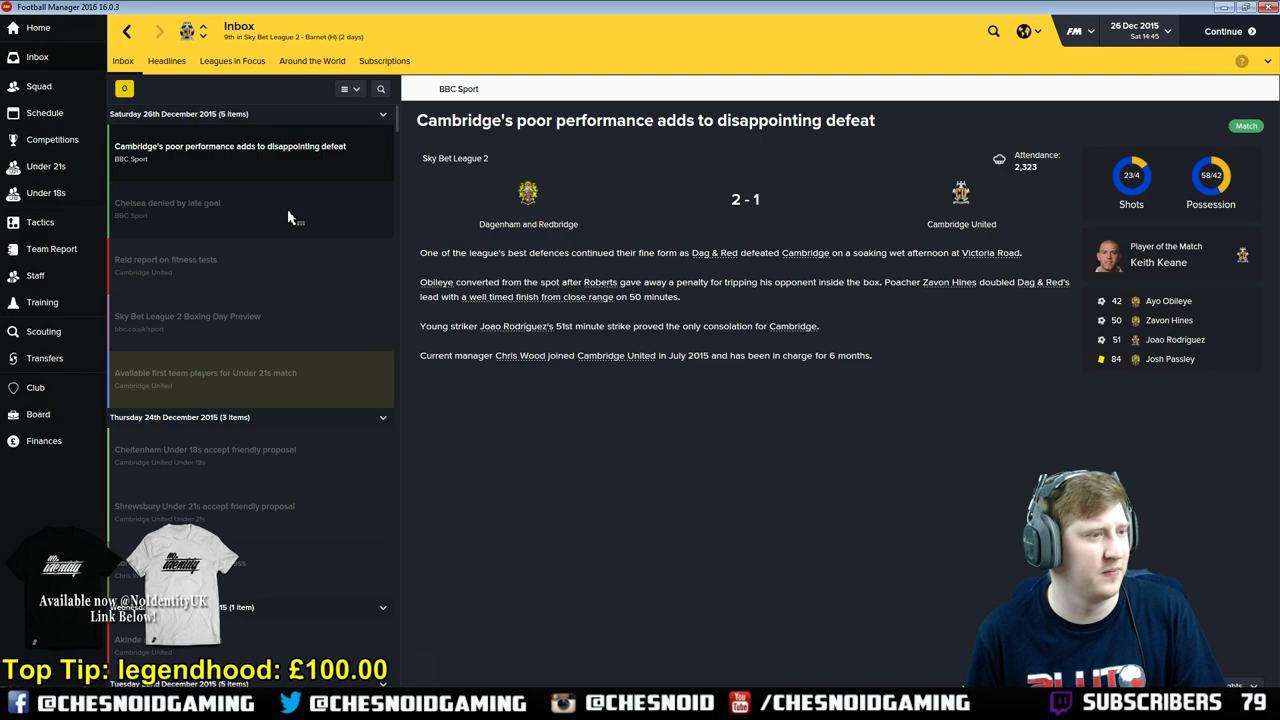 Football Manager 2016 16.0.3
Home
Inbox
9th in Sky Bet League 2 - Barnet (H) (2 days)
FM
26 Dec 2015
Sat 14:45
Continue
Inbox
Inbox Headlines Leagues in Focus Around the World Subscriptions
?
Squad
Schedule
Competitions
Under 21s
Under 18s
Tactics
Team Report
Staff
Training
Scouting
Transfers
Club
Board
Finances
0
Saturday 26th December 2015 (5 items)
Cambridge's poor performance adds to disappointing defeat
BBC Sport
Chelsea denied by late goal
BBC Sport
Reid report on fitness tests
Cambridge United
Sky Bet League 2 Boxing Day Preview
bbc.co.uk/sport
Available first team players for Under 21s match
Cambridge United
Thursday 24th December 2015 (3 items)
Cheltenham Under 18s accept friendly proposal
Cambridge United Under 18s
Shrewsbury Under 21s accept friendly proposal
Cambridge United Under 21s
Akinde
Cambridge United
BBC Sport
Cambridge's poor performance adds to disappointing defeat
Match
Sky Bet League 2
Attendance:
2,323
Dagenham and Redbridge
2 - 1
Cambridge United
One of the league's best defences continued their fine form as Dag & Red defeated Cambridge on a soaking wet afternoon at Victoria Road.
Obileye converted from the spot after Roberts gave away a penalty for tripping his opponent inside the box. Poacher Zavon Hines doubled Dag & Red's
lead with a well timed finish from close range on 50 minutes.
Young striker Joao Rodríguez's 51st minute strike proved the only consolation for Cambridge.
Current manager Chris Wood joined Cambridge United in July 2015 and has been in charge for 6 months.
23/4
Shots
58/42
Possession
Player of the Match
Keith Keane
42 Ayo Obileye
50 Zavon Hines
51 Joao Rodríguez
84 Josh Passley
No identity
No identity
Available now @NoIdentityUK
Link Below!
Top Tip: legendhood: £100.00
@CHESNOIDGAMING
@CHESNOIDGAMING
@CHESNOID
You Tube
/CHESNOIDGAMING
SUBSCRIBERS 79